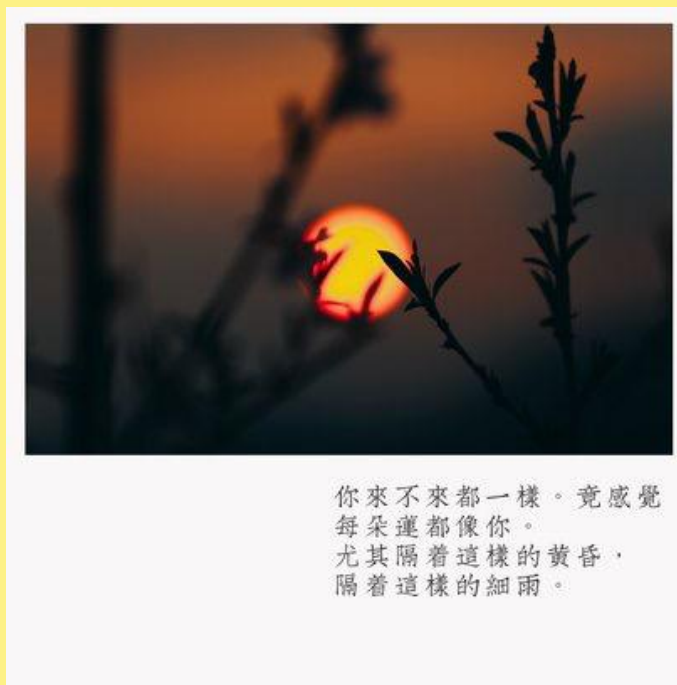 你來不來都一樣。竟感覺
每朵蓮都像你。
尤其隔着這樣的黄昏，
隔着這樣的細雨。